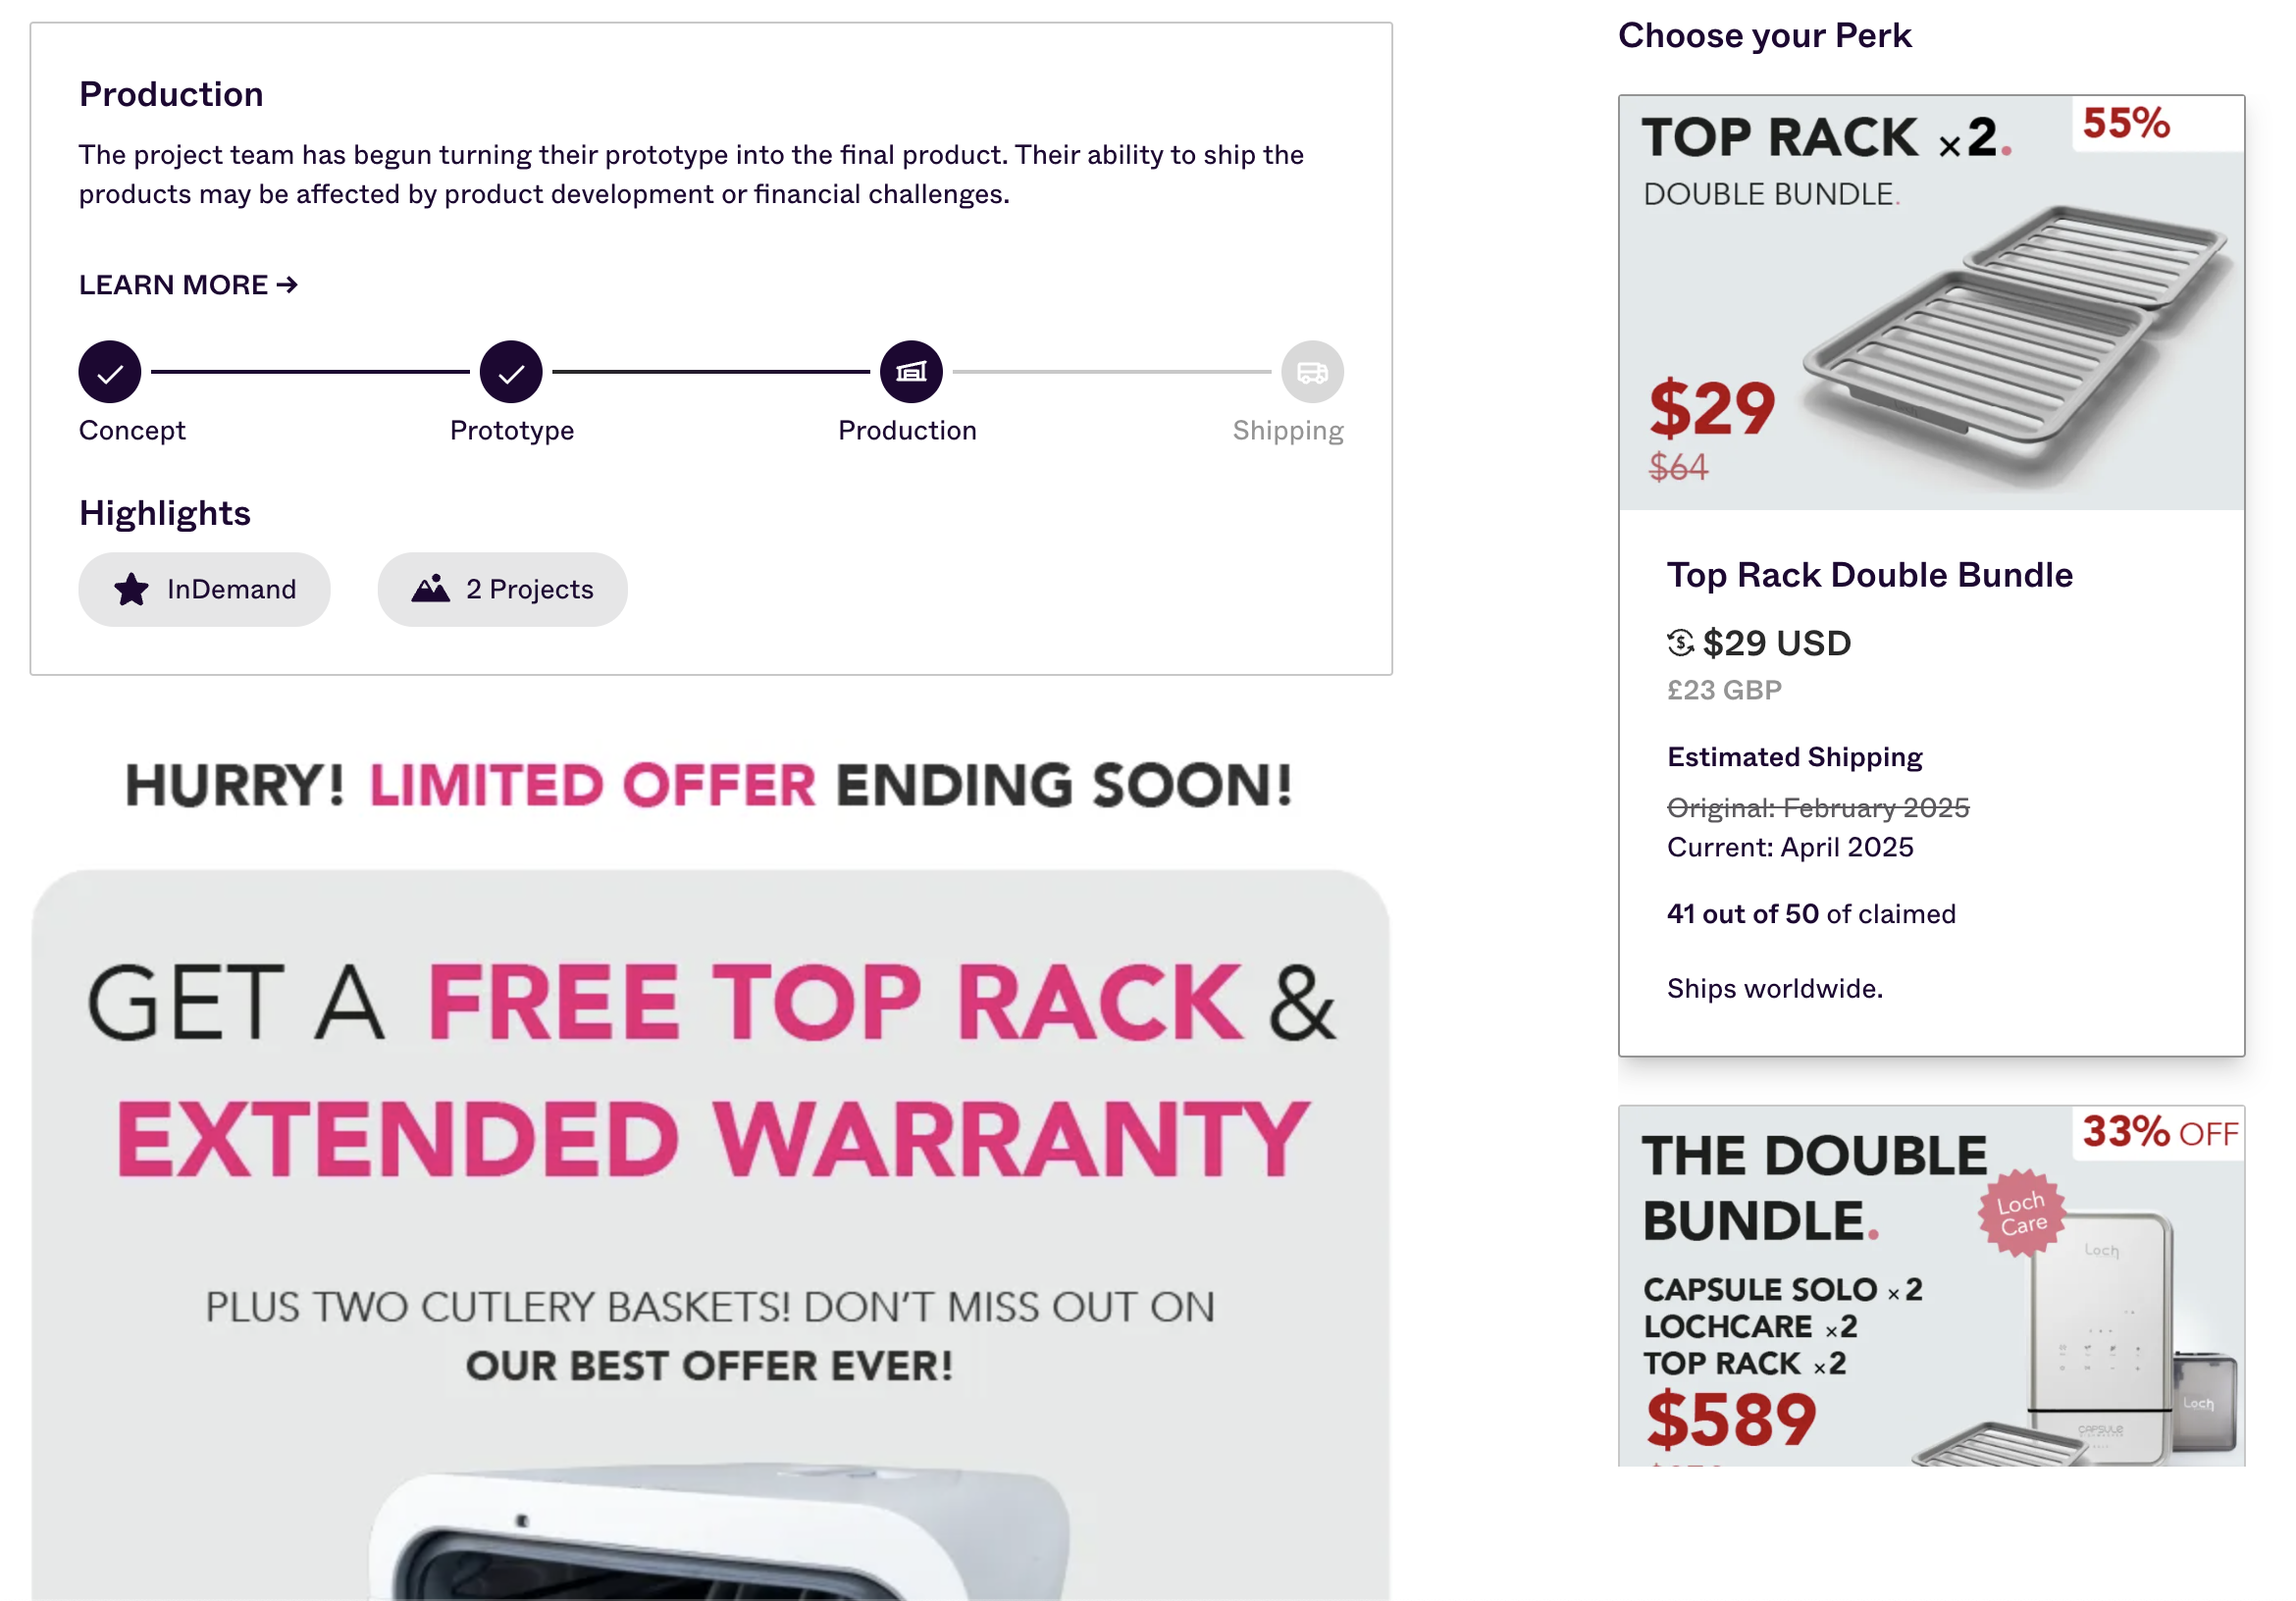 Production
The project team has begun turning their prototype into the final product. Their ability to ship the
products may be affected by product development or financial challenges.
LEARN MORE →
Concept
Prototype
Production
Shipping
Highlights
InDemand
2 Projects
HURRY! LIMITED OFFER ENDING SOON!
GET A FREE TOP RACK &
EXTENDED WARRANTY
PLUS TWO CUTLERY BASKETS! DON'T MISS OUT ON
OUR BEST OFFER EVER!
Choose your Perk
TOP RACK ×2.
55%
DOUBLE BUNDLE.
$29
$64
Top Rack Double Bundle
$29 USD
£23 GBP
Estimated Shipping
Original: February 2025
Current: April 2025
41 out of 50 of claimed
Ships worldwide.
33% OFF
THE DOUBLE
BUNDLE.
Loch
Care
Loch
CAPSULE SOLO ×2
LOCHCARE ×2
TOP RACK ×2
$589
Loch
CAPSULE